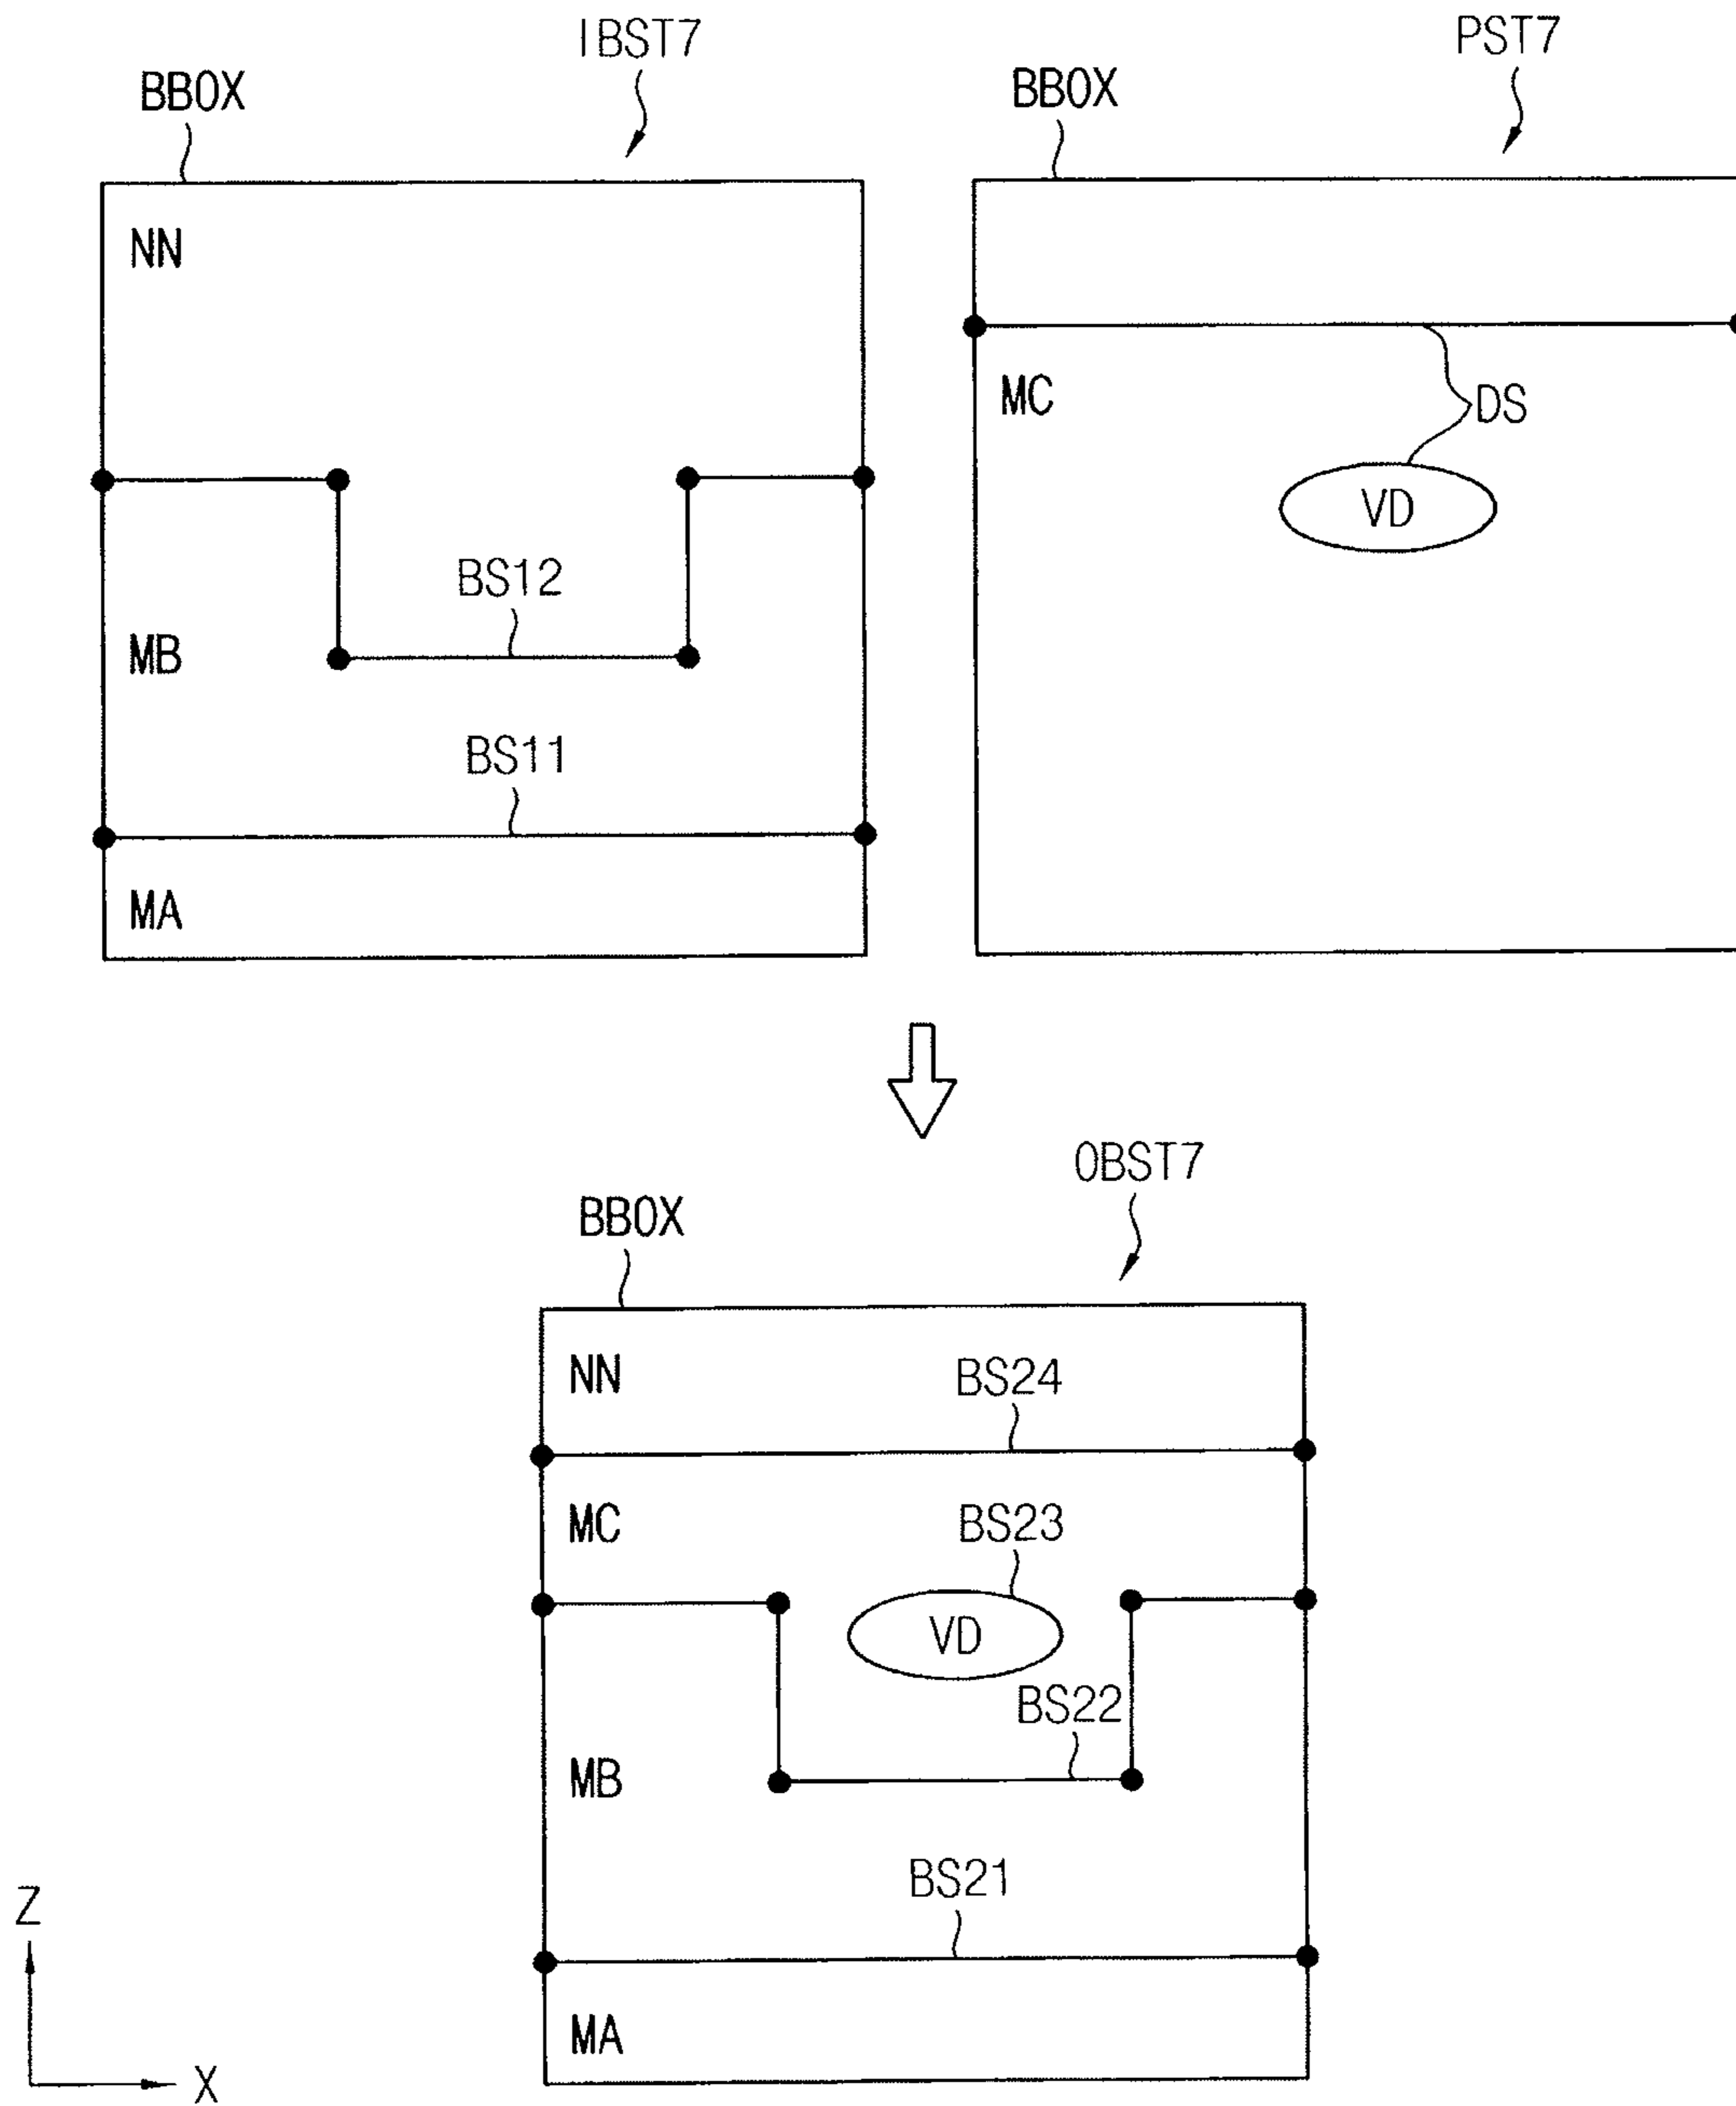 IBST7
PST7
BBOX
BBOX
NN
MC
DS
VD
BS12
MB
BS11
MA
OBST7
BBOX
NN
BS24
MC
BS23
VD
BS22
MB
BS21
Z
MA
X